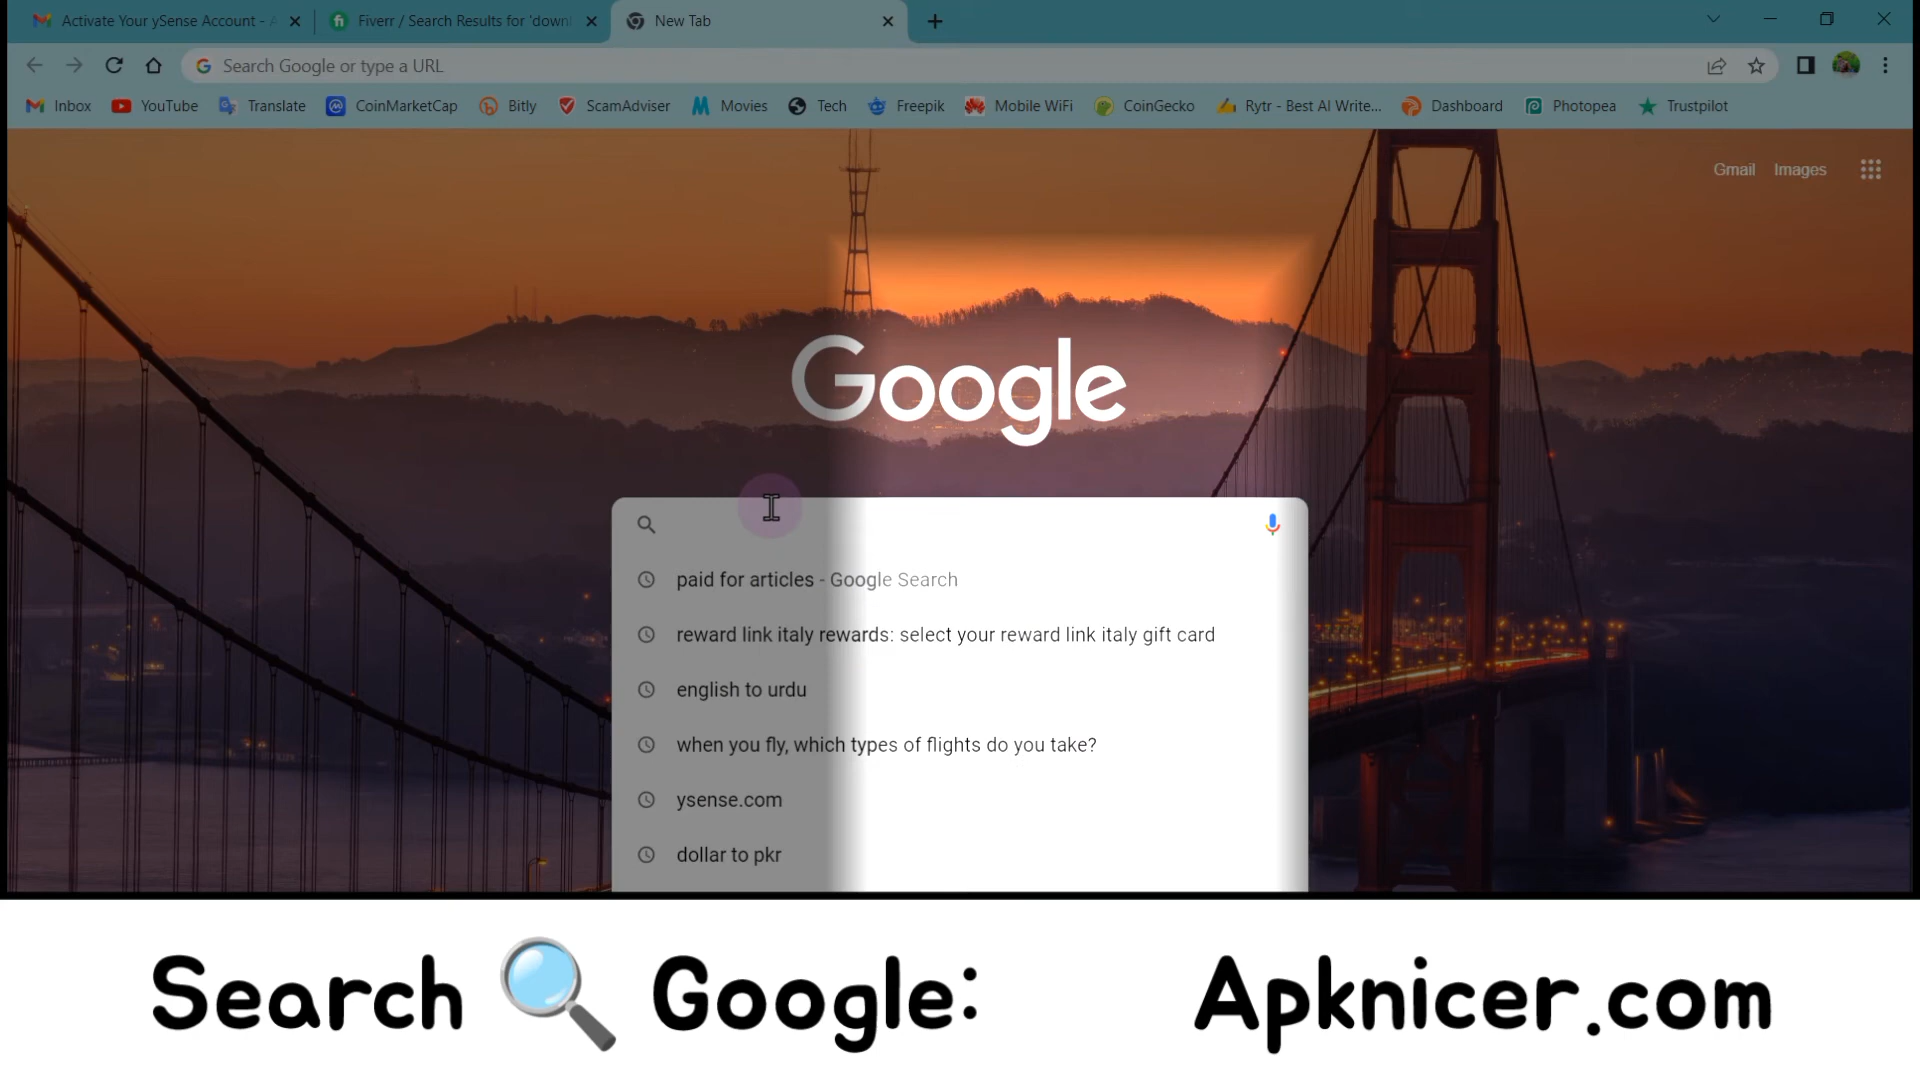 Activate Your ySense Account - A
Fiverr / Search Results for 'down
New Tab
Search Google or type a URL
Inbox YouTube Translate CoinMarketCap Bitly ScamAdviser Movies Tech Freepik Mobile WiFi CoinGecko Rytr - Best AI Write... Dashboard Photopea Trustpilot
Gmail Images
Google
paid for articles - Google Search
reward link italy rewards: select your reward link italy gift card
english to urdu
when you fly, which types of flights do you take?
ysense.com
dollar to pkr
Search Google: Apknicer.com